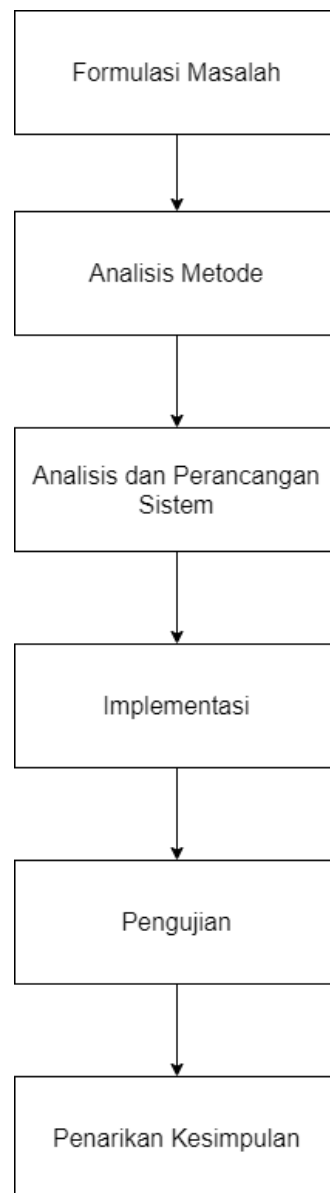 Formulasi Masalah
Analisis Metode
Analisis dan Perancangan
Sistem
Implementasi
Pengujian
Penarikan Kesimpulan